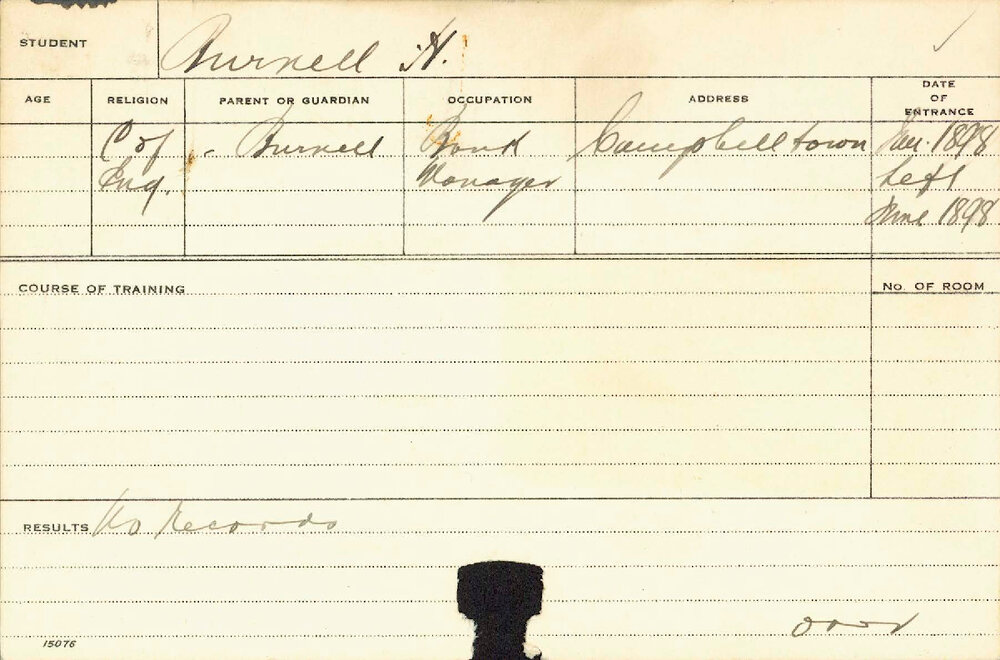 STUDENT Burnell H.
AGE RELIGION PARENT OR GUARDIAN OCCUPATION ADDRESS DATE OF ENTRANCE
C of - Burnell Bank Campbelltown Jan. 1898
Eng. Manager Left
June 1898
COURSE OF TRAINING No. OF ROOM
RESULTS No records
over
15076